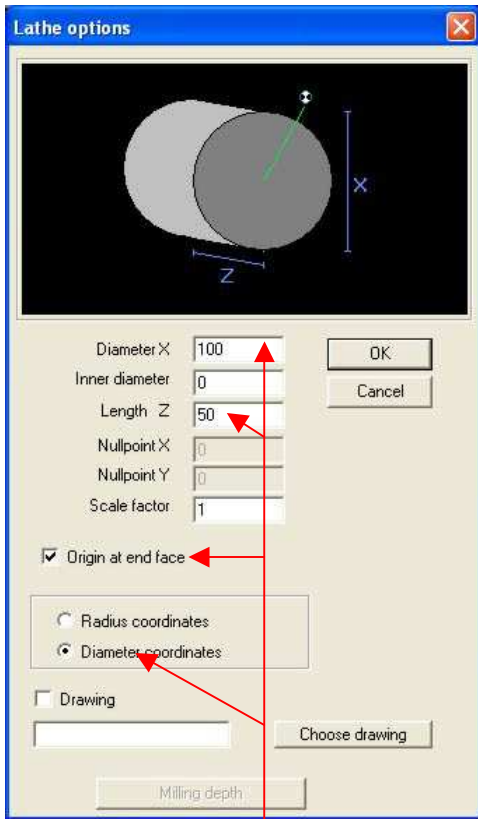 Lathe options
X
Z
Diameter X 100
Inner diameter 0
Length Z 50
Nullpoint X 0
Nullpoint Y 0
Scale factor 1
OK
Cancel
Origin at end face
Radius coordinates
Diameter coordinates
Drawing
Choose drawing
Milling depth